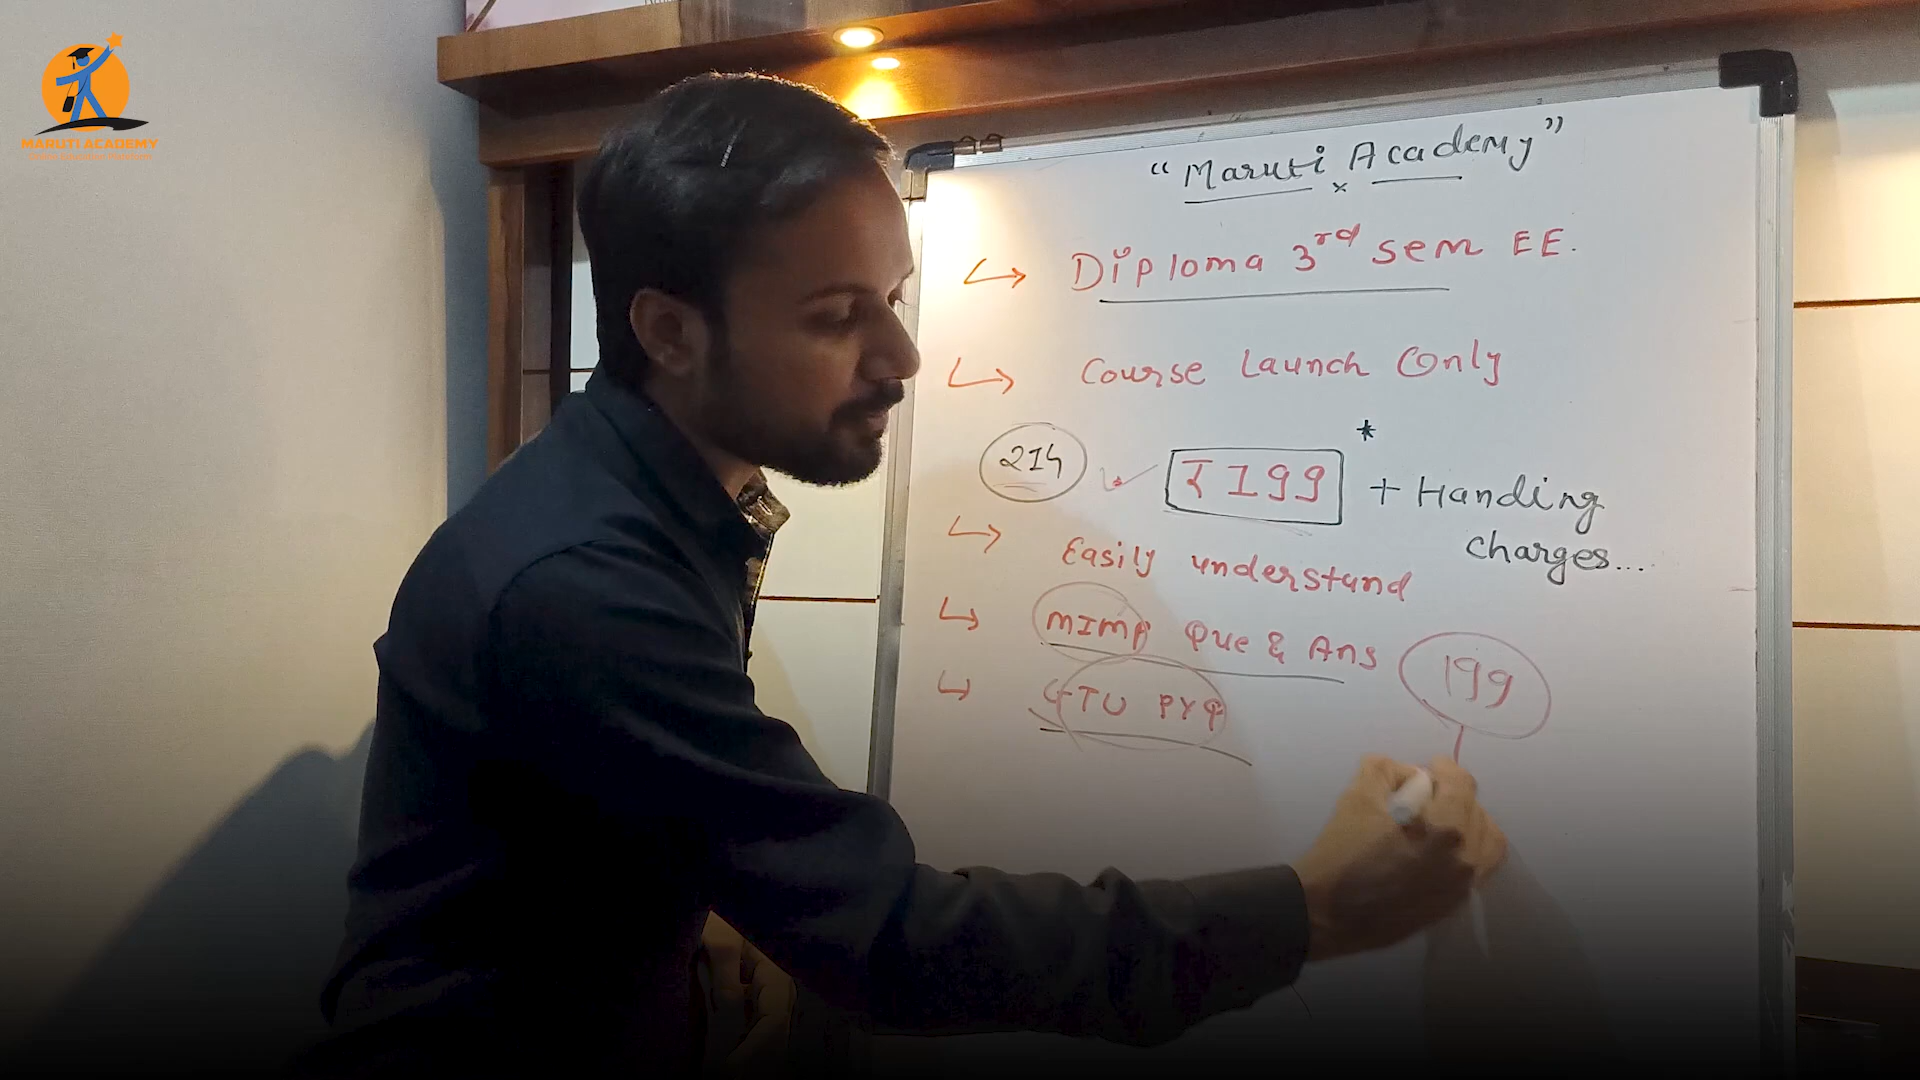 MARUTI ACADEMY
“Maruti Academy”
Diploma 3rd sem EE.
Course Launch Only
214
₹199* + Handing
charges...
Easily understand
MIMP Que & Ans
199
GTU PYQ